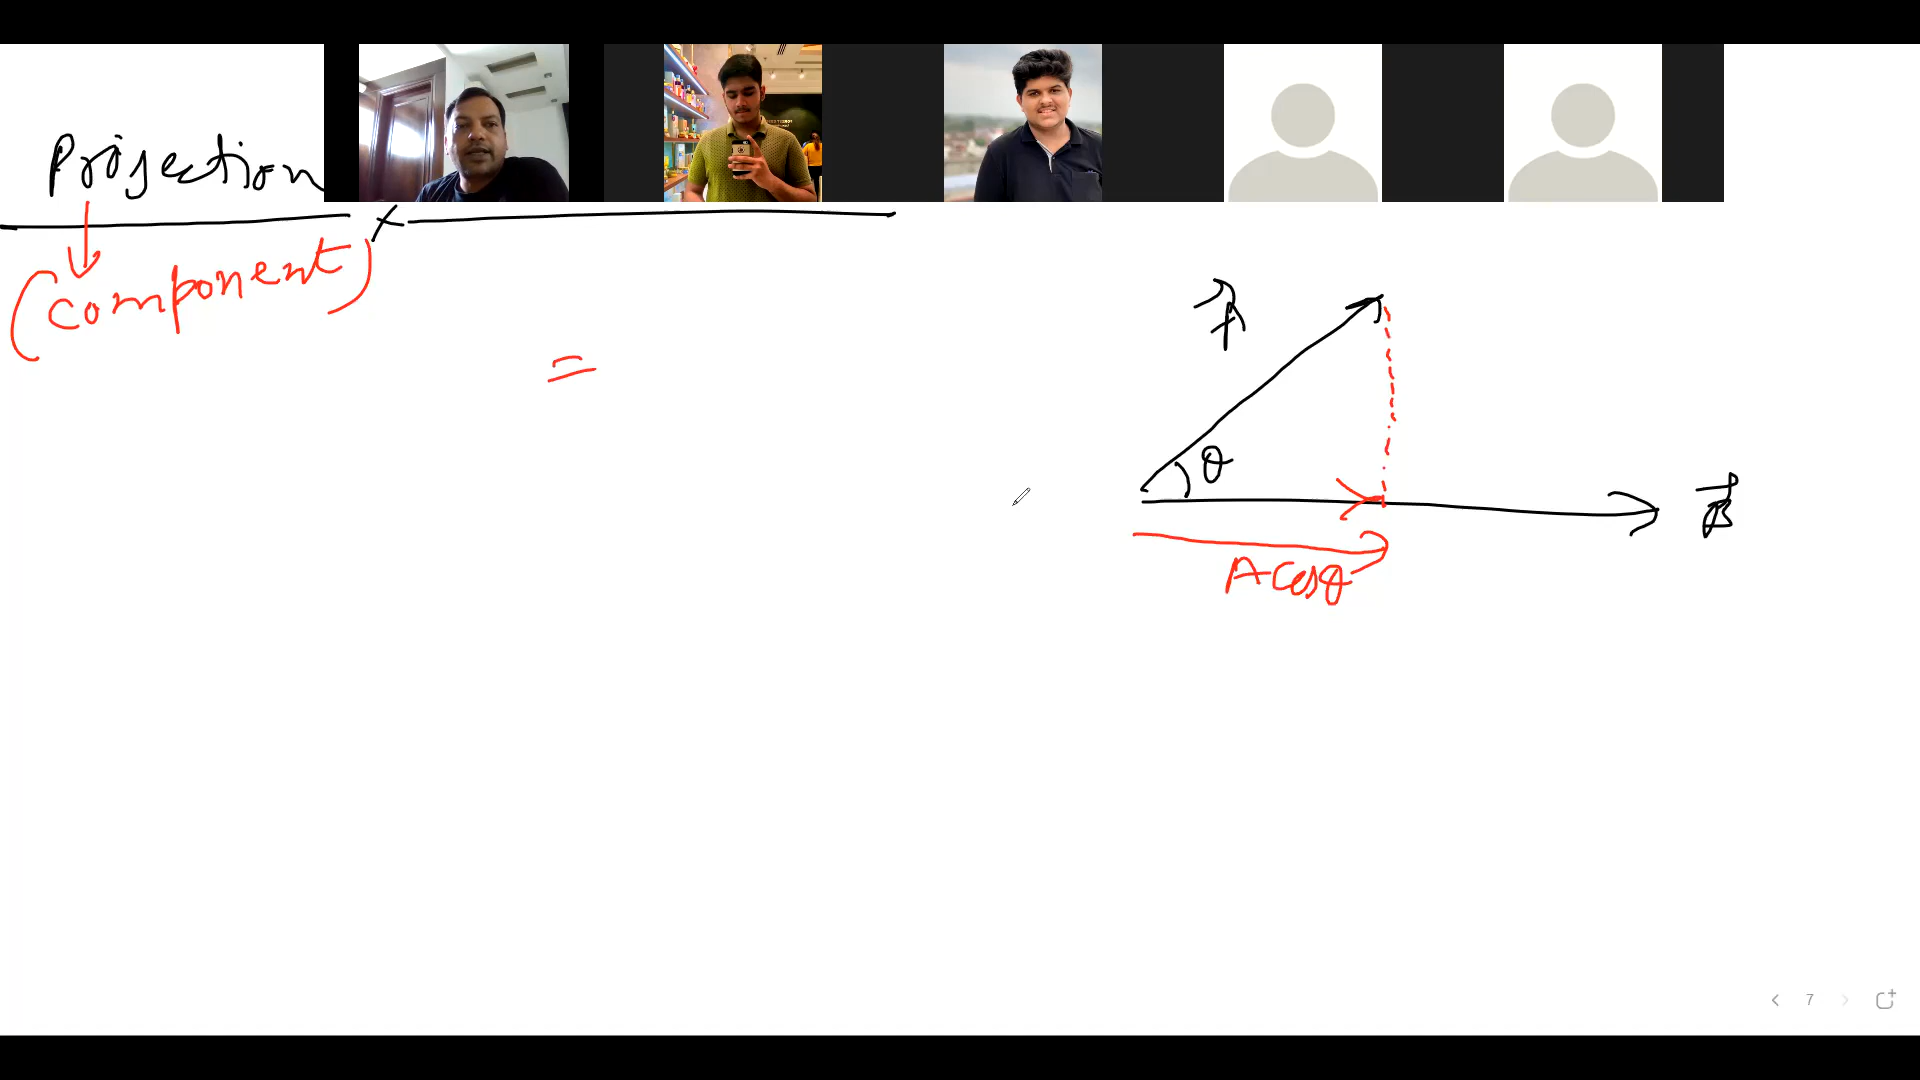 Projection
(component)
=
A
θ
B
A cosθ
7